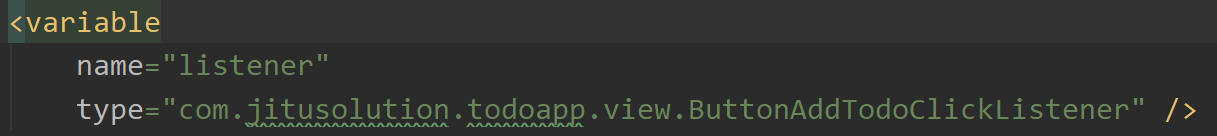 <variable
name="listener"
type="com.jitusolution.todoapp.view.ButtonAddTodoClickListener" />